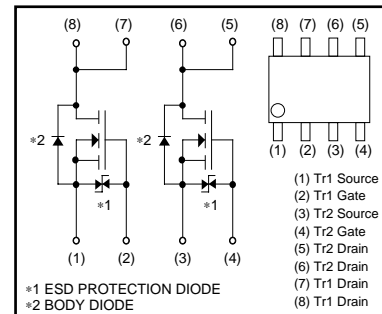 (8) (7) (6) (5)
(8) (7) (6) (5)
∗2 ∗2
∗1 ∗1
(1) (2) (3) (4)
(1) (2) (3) (4)
(1) Tr1 Source
(2) Tr1 Gate
(3) Tr2 Source
(4) Tr2 Gate
(5) Tr2 Drain
(6) Tr2 Drain
(7) Tr1 Drain
(8) Tr1 Drain
∗1 ESD PROTECTION DIODE
∗2 BODY DIODE